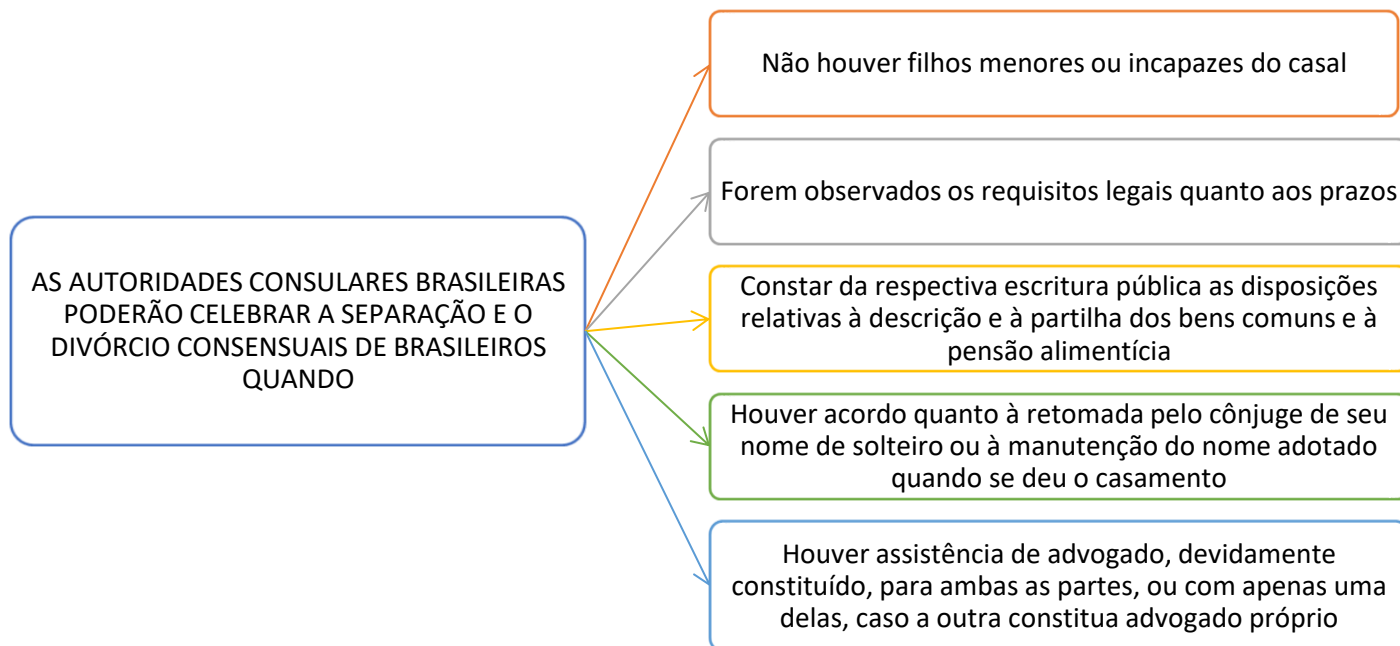 AS AUTORIDADES CONSULARES BRASILEIRAS
PODERÃO CELEBRAR A SEPARAÇÃO E O
DIVÓRCIO CONSENSUAIS DE BRASILEIROS
QUANDO
Não houver filhos menores ou incapazes do casal
Forem observados os requisitos legais quanto aos prazos
Constar da respectiva escritura pública as disposições
relativas à descrição e à partilha dos bens comuns e à
pensão alimentícia
Houver acordo quanto à retomada pelo cônjuge de seu
nome de solteiro ou à manutenção do nome adotado
quando se deu o casamento
Houver assistência de advogado, devidamente
constituído, para ambas as partes, ou com apenas uma
delas, caso a outra constitua advogado próprio